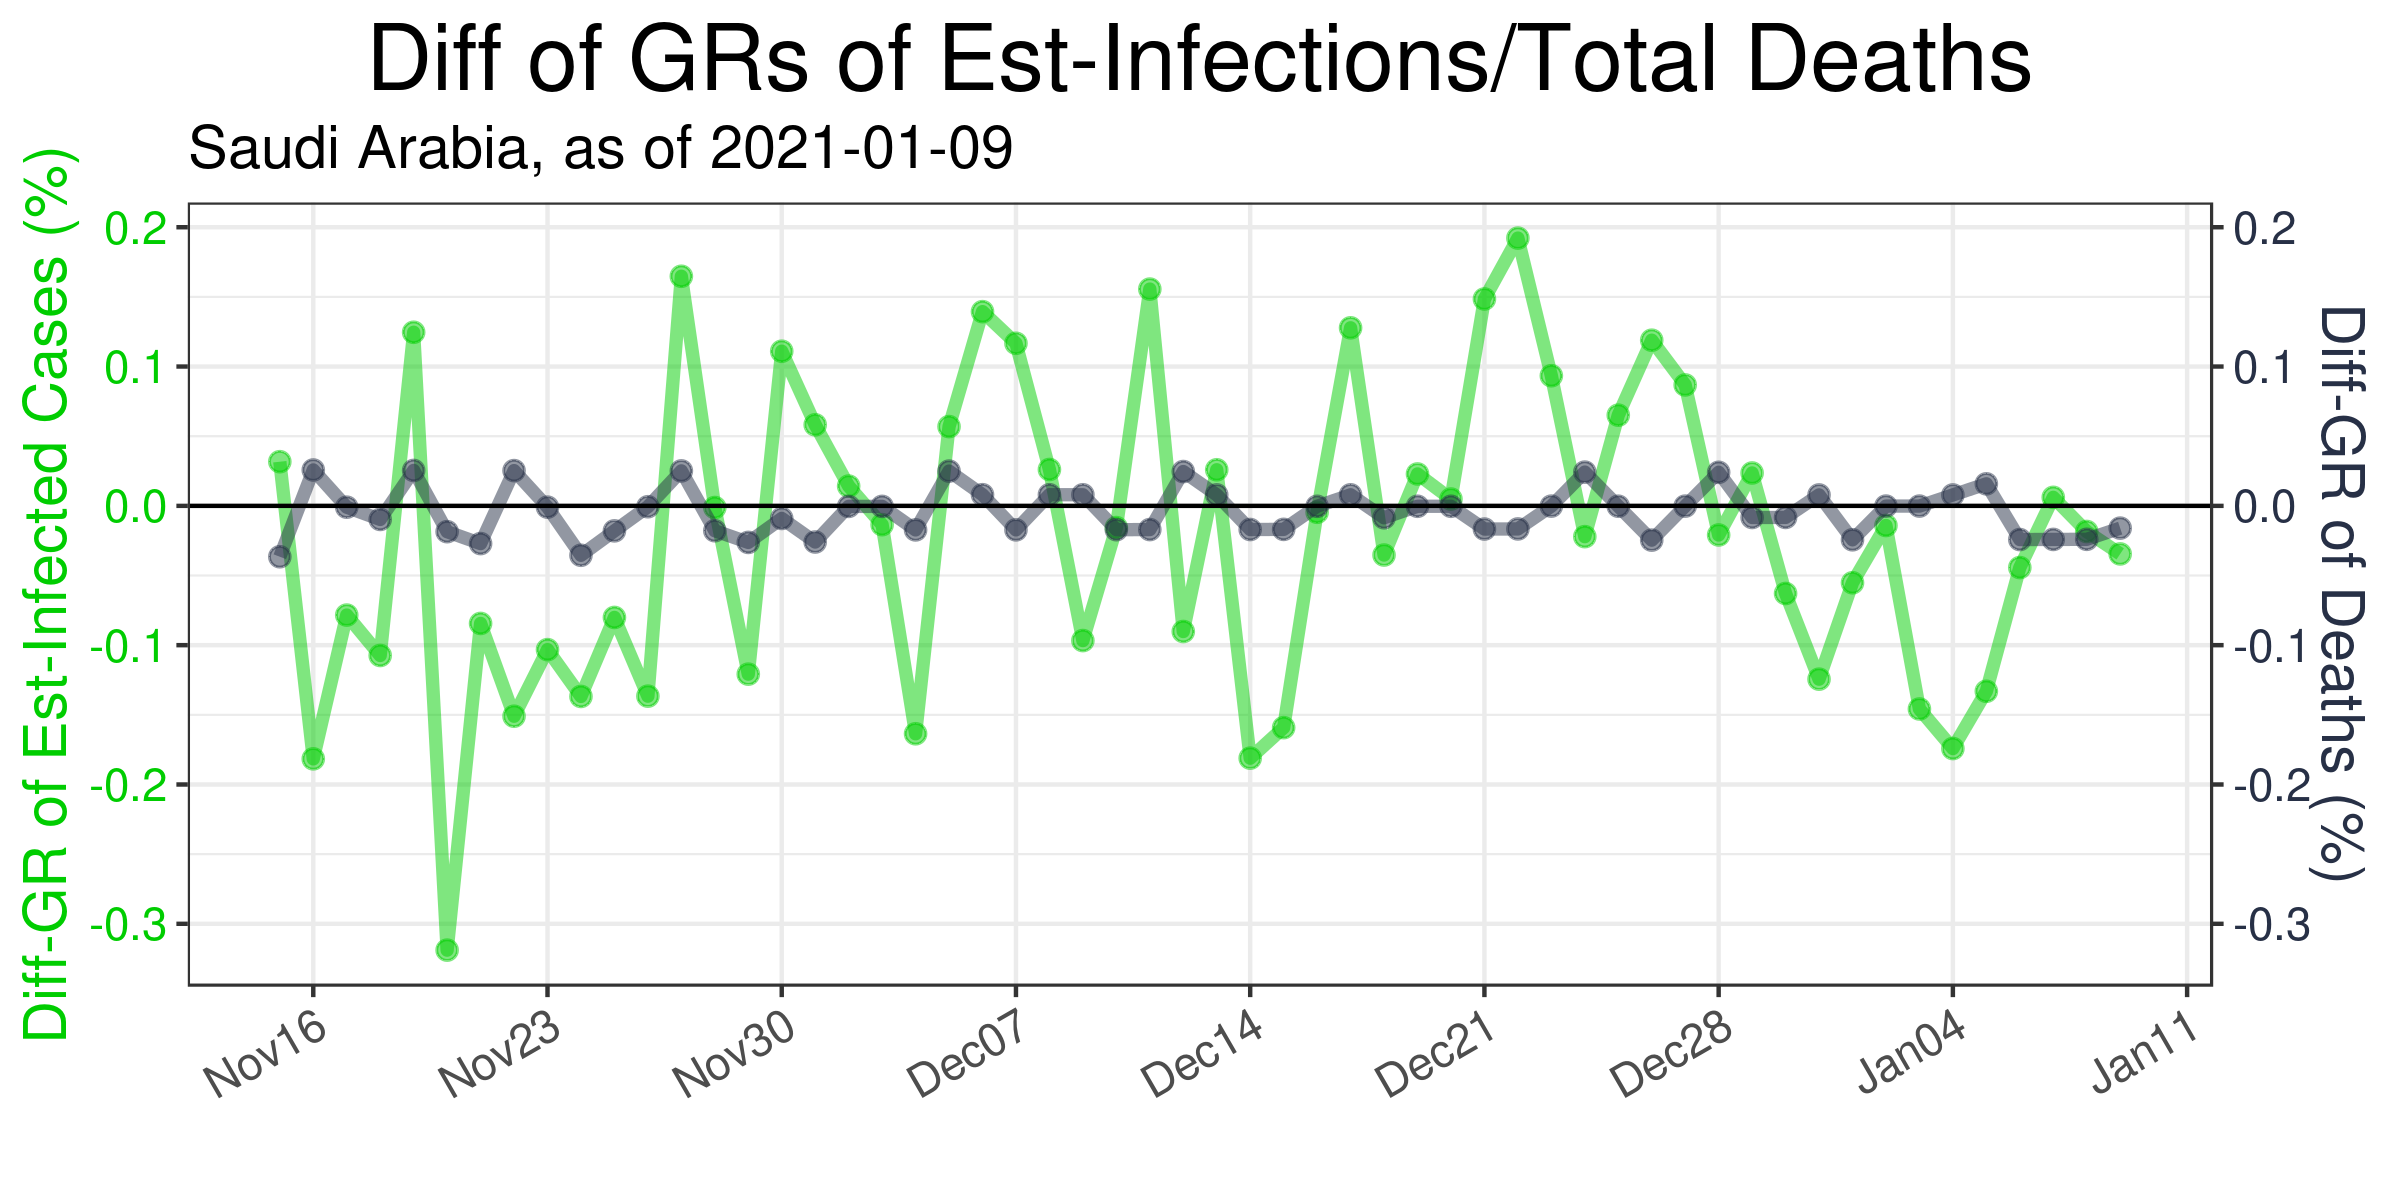 Diff of GRs of Est-Infections/Total Deaths
Saudi Arabia, as of 2021-01-09
Diff-GR of Est-Infected Cases (%)
0.2
0.1
0.0
-0.1
-0.2
-0.3
0.2
0.1
0.0
-0.1
-0.2
-0.3
Diff-GR of Deaths (%)
Nov16
Nov23
Nov30
Dec07
Dec14
Dec21
Dec28
Jan04
Jan11